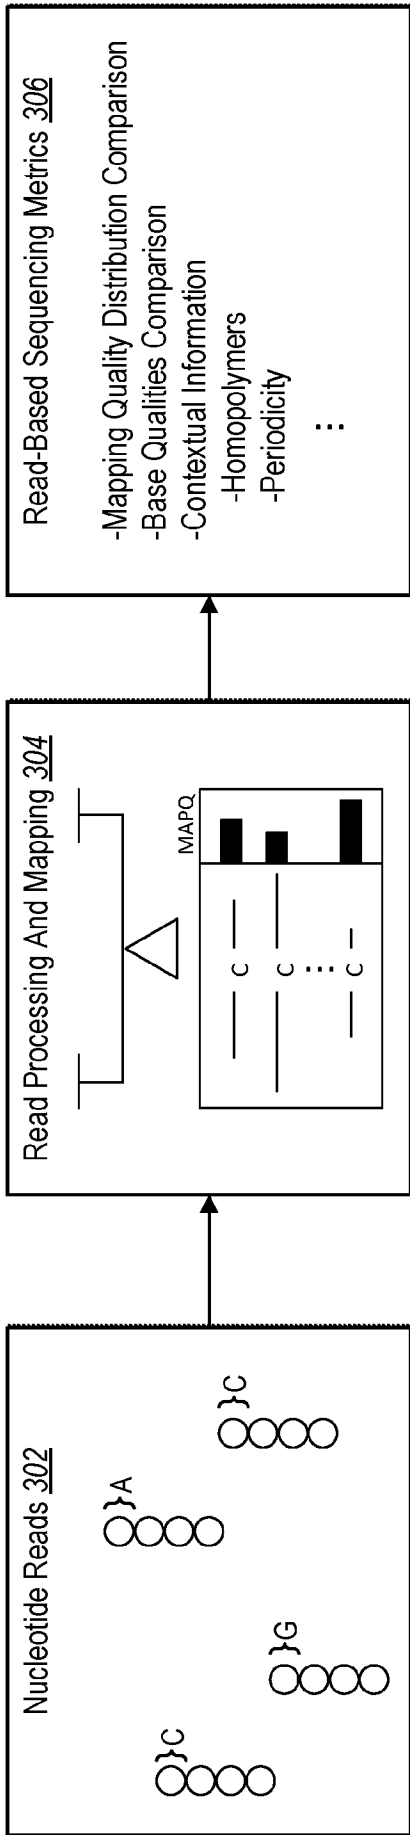 Nucleotide Reads 302
}C
}A
}G
}C
Read Processing And Mapping 304
MAPQ
C
C
⋯
C
Read-Based Sequencing Metrics 306
-Mapping Quality Distribution Comparison
-Base Qualities Comparison
-Contextual Information
-Homopolymers
-Periodicity
...